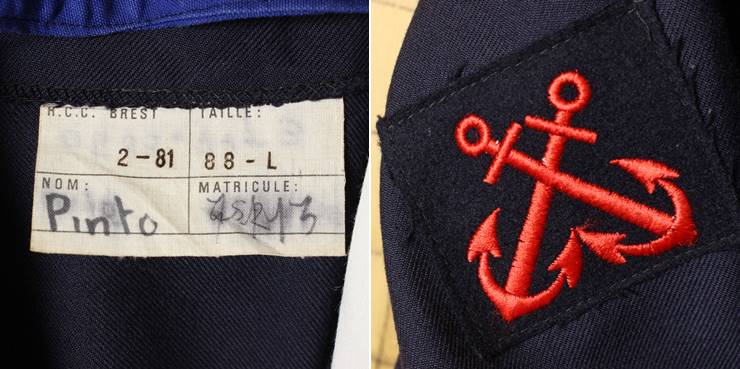 H.C.C. BREST TAILLE:
2-81 88-L
NOM: MATRICULE:
Pinto